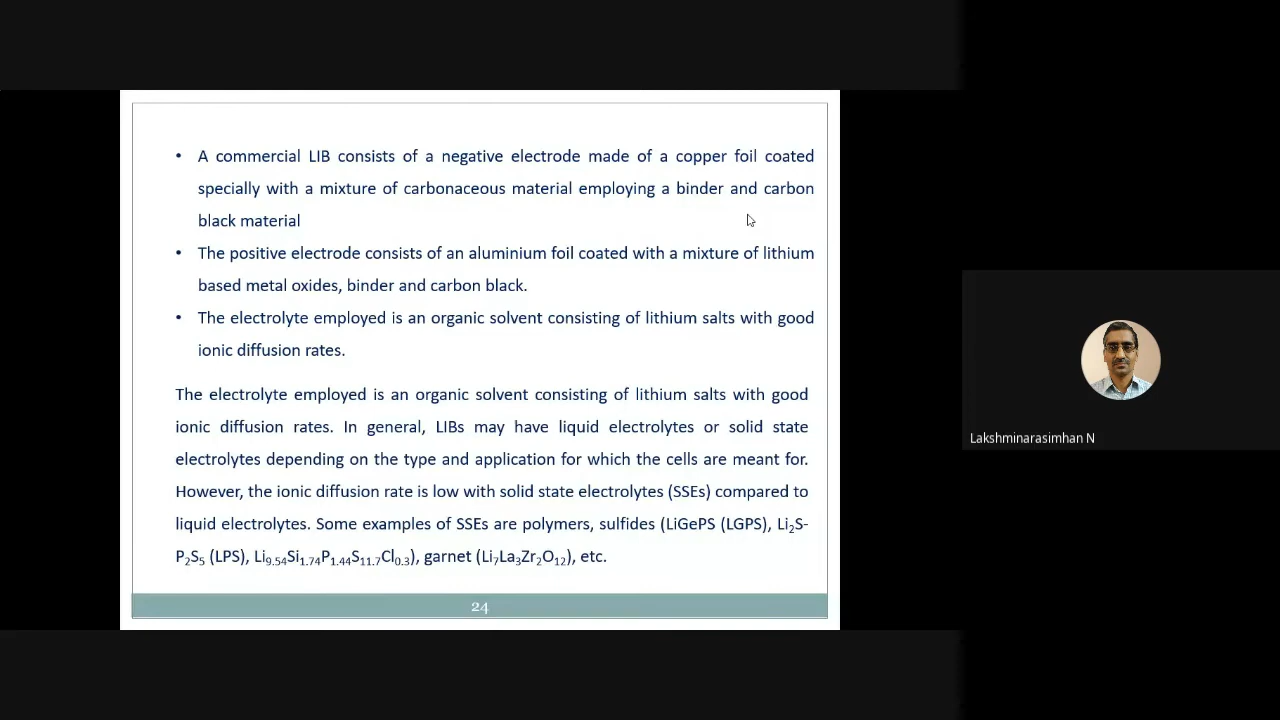 • A commercial LIB consists of a negative electrode made of a copper foil coated
specially with a mixture of carbonaceous material employing a binder and carbon
black material
• The positive electrode consists of an aluminium foil coated with a mixture of lithium
based metal oxides, binder and carbon black.
• The electrolyte employed is an organic solvent consisting of lithium salts with good
ionic diffusion rates.
The electrolyte employed is an organic solvent consisting of lithium salts with good
ionic diffusion rates. In general, LIBs may have liquid electrolytes or solid state
electrolytes depending on the type and application for which the cells are meant for.
However, the ionic diffusion rate is low with solid state electrolytes (SSEs) compared to
liquid electrolytes. Some examples of SSEs are polymers, sulfides (LiGePS (LGPS), Li₂S-
P₂S₅ (LPS), Li₉.₅₄Si₁.₇₄P₁.₄₄S₁₁.₇Cl₀.₃), garnet (Li₇La₃Zr₂O₁₂), etc.
24
Lakshminarasimhan N